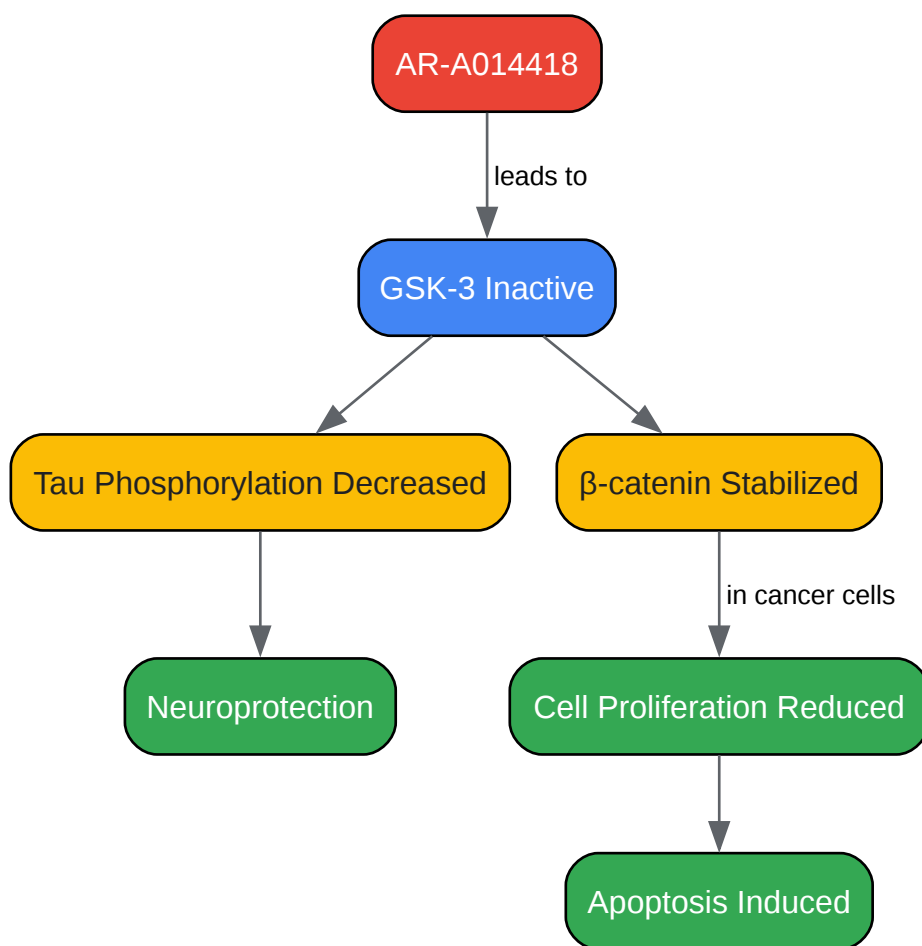 AR-A014418
leads to
GSK-3 Inactive
Tau Phosphorylation Decreased
β-catenin Stabilized
in cancer cells
Neuroprotection
Cell Proliferation Reduced
Apoptosis Induced